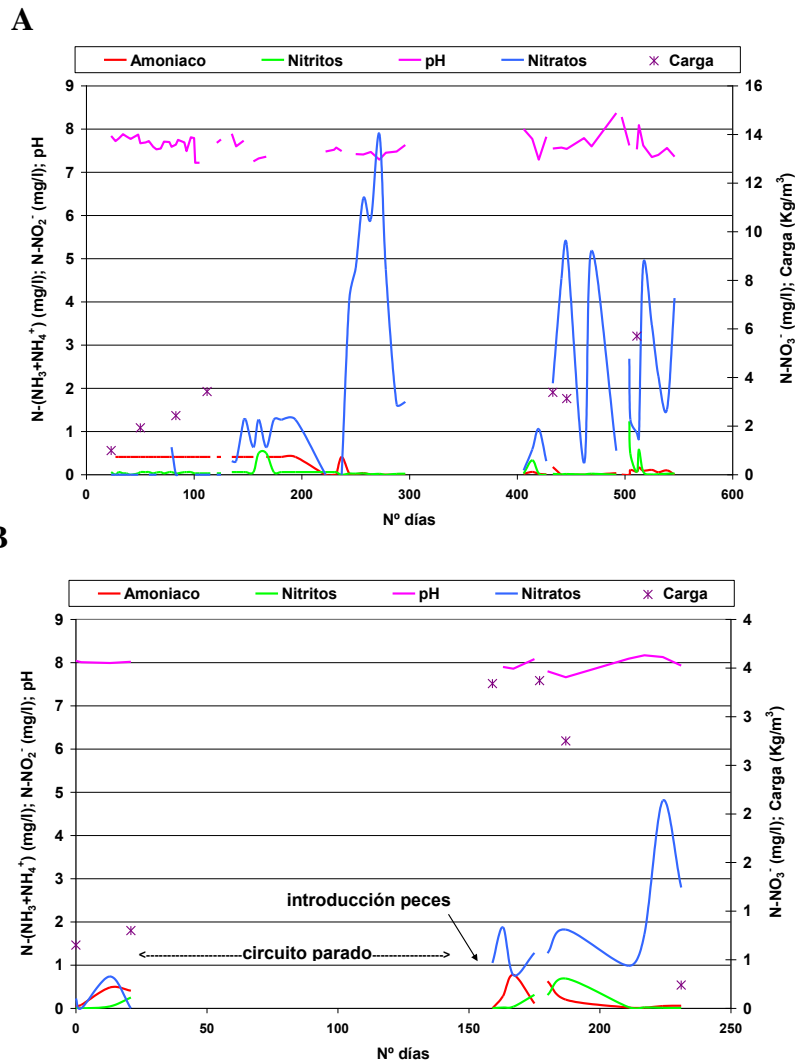 A
Amoniaco Nitritos pH Nitratos Carga
9
8
7
6
5
4
3
2
1
0
16
14
12
10
8
6
4
2
0
0 100 200 300 400 500 600
N-(NH₃+NH₄⁺) (mg/l); N-NO₂⁻ (mg/l); pH
N-NO₃⁻ (mg/l); Carga (Kg/m³)
Nº días
B
Amoniaco Nitritos pH Nitratos Carga
9
8
7
6
5
4
3
2
1
0
4
4
3
3
2
2
1
1
0
0 50 100 150 200 250
N-(NH₃+NH₄⁺) (mg/l); N-NO₂⁻ (mg/l); pH
N-NO₃⁻ (mg/l); Carga (Kg/m³)
introducción peces
<----------------------circuito parado---------------->
Nº días